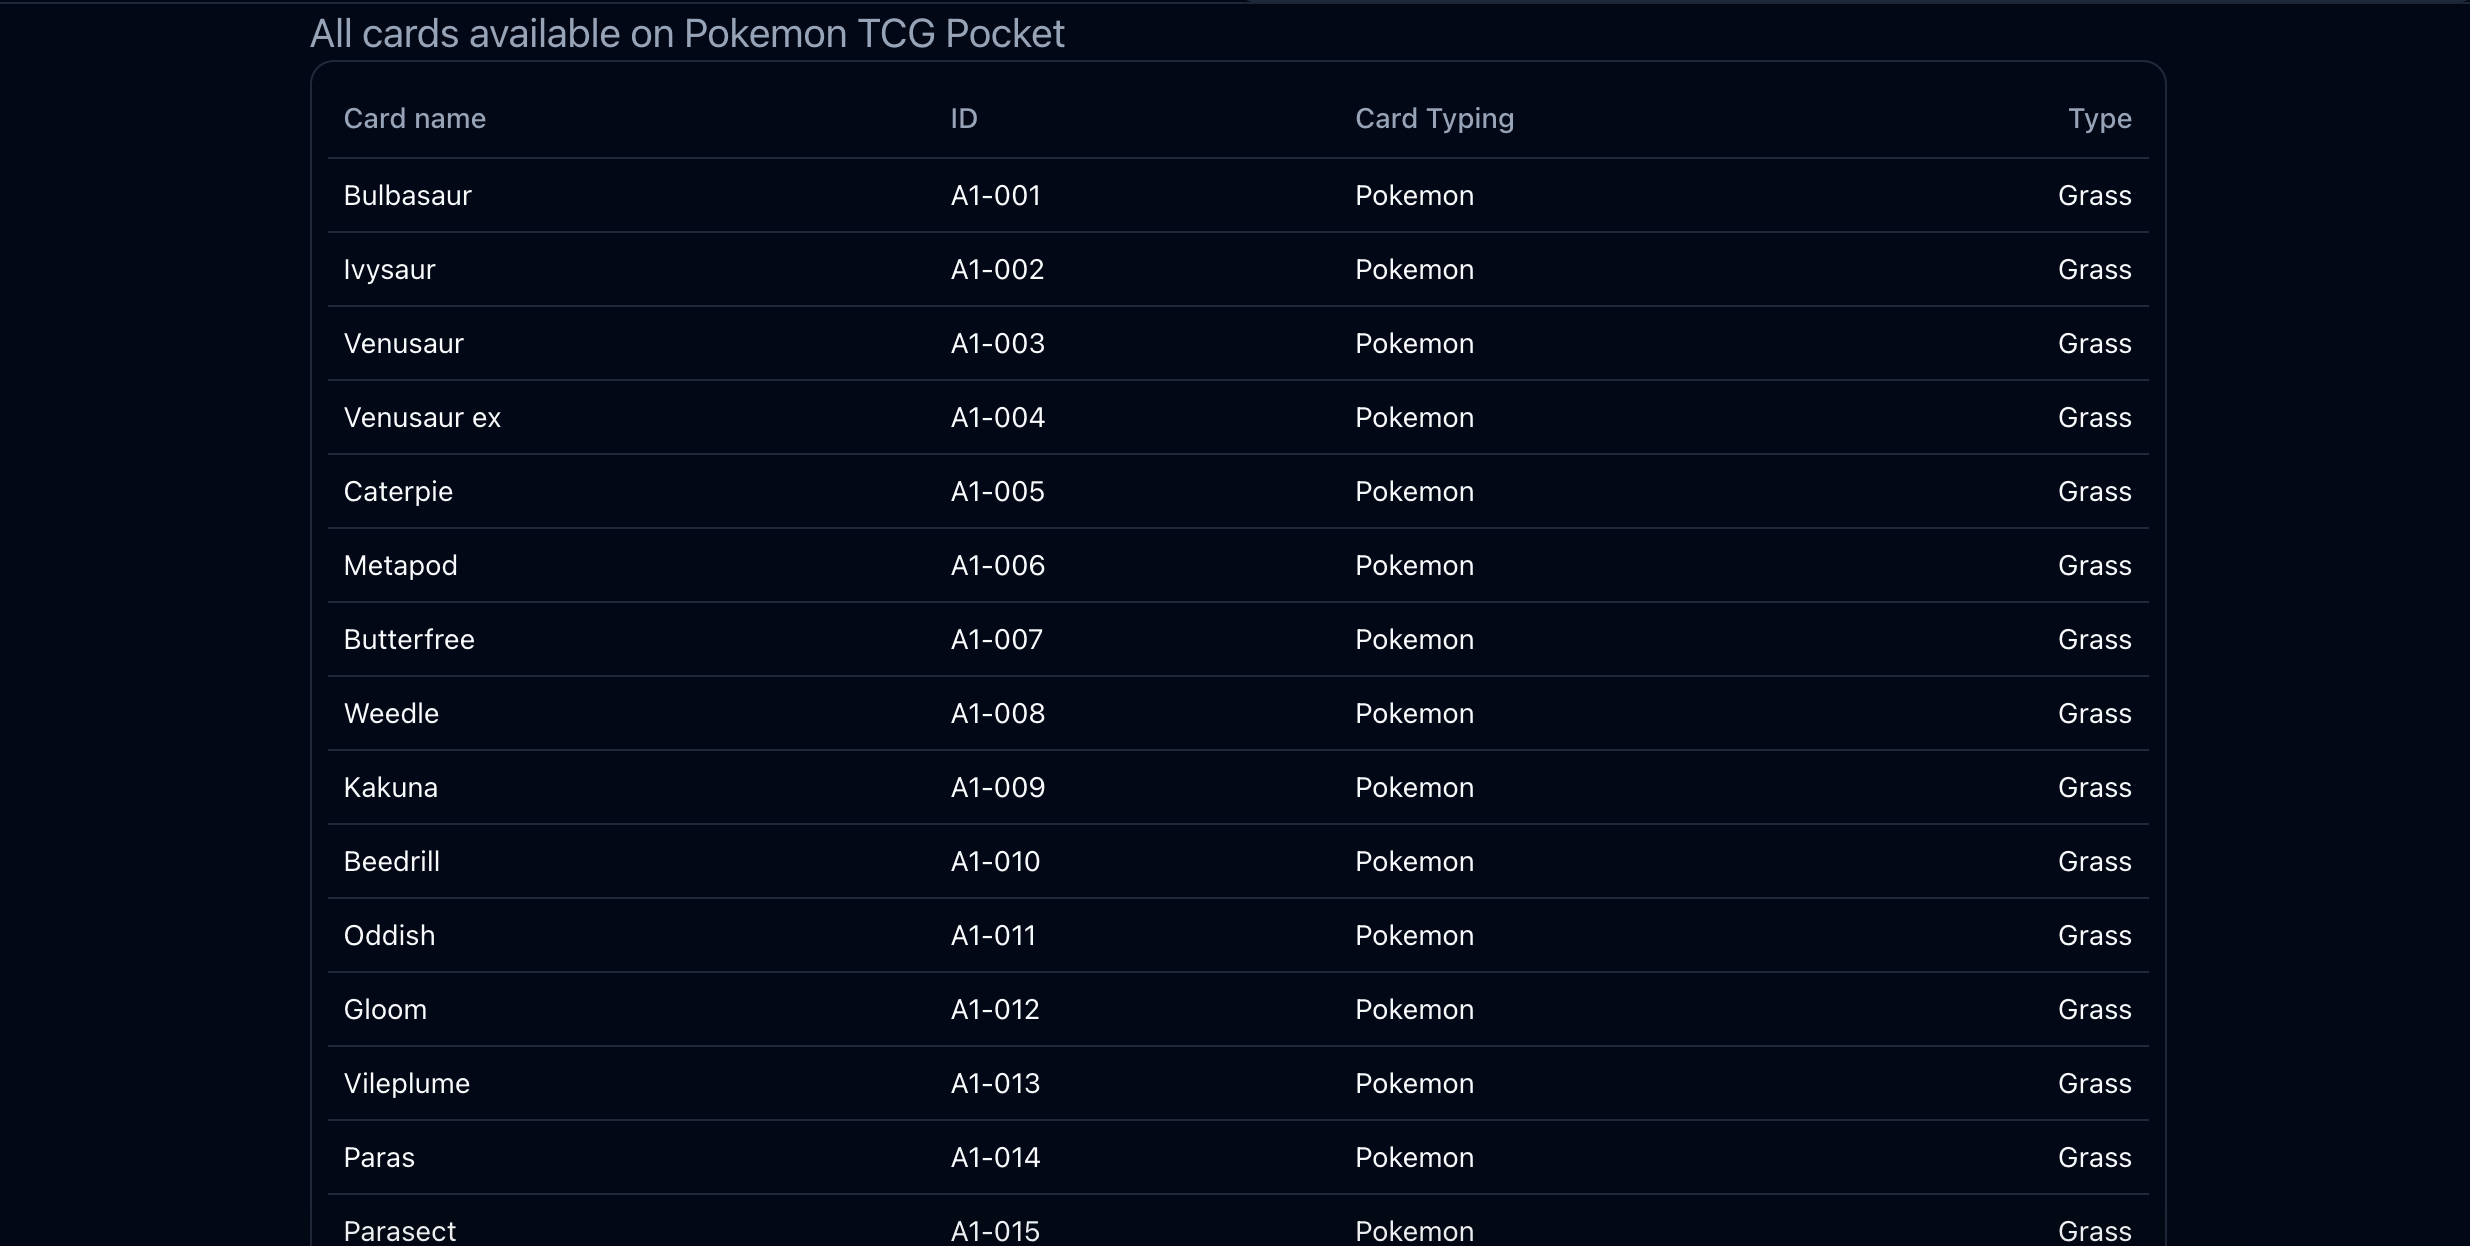 All cards available on Pokemon TCG Pocket
Card name ID Card Typing Type
Bulbasaur A1-001 Pokemon Grass
Ivysaur A1-002 Pokemon Grass
Venusaur A1-003 Pokemon Grass
Venusaur ex A1-004 Pokemon Grass
Caterpie A1-005 Pokemon Grass
Metapod A1-006 Pokemon Grass
Butterfree A1-007 Pokemon Grass
Weedle A1-008 Pokemon Grass
Kakuna A1-009 Pokemon Grass
Beedrill A1-010 Pokemon Grass
Oddish A1-011 Pokemon Grass
Gloom A1-012 Pokemon Grass
Vileplume A1-013 Pokemon Grass
Paras A1-014 Pokemon Grass
Parasect A1-015 Pokemon Grass